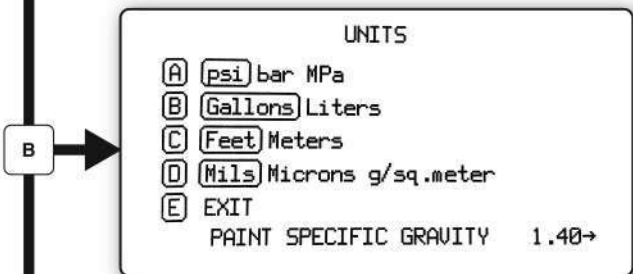 UNITS
A psi bar MPa
B Gallons Liters
B
C Feet Meters
D Mils Microns g/sq.meter
E EXIT
PAINT SPECIFIC GRAVITY 1.40→